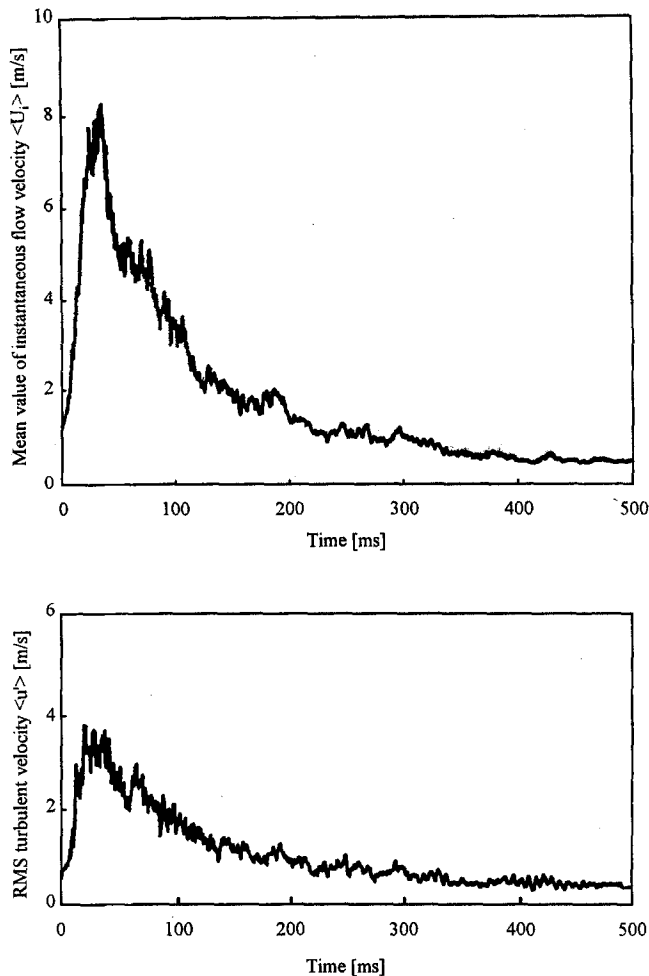 Mean value of instantaneous flow velocity <Ui> [m/s]
10
8
6
4
2
0
0 100 200 300 400 500
Time [ms]
RMS turbulent velocity <u'> [m/s]
6
4
2
0
0 100 200 300 400 500
Time [ms]